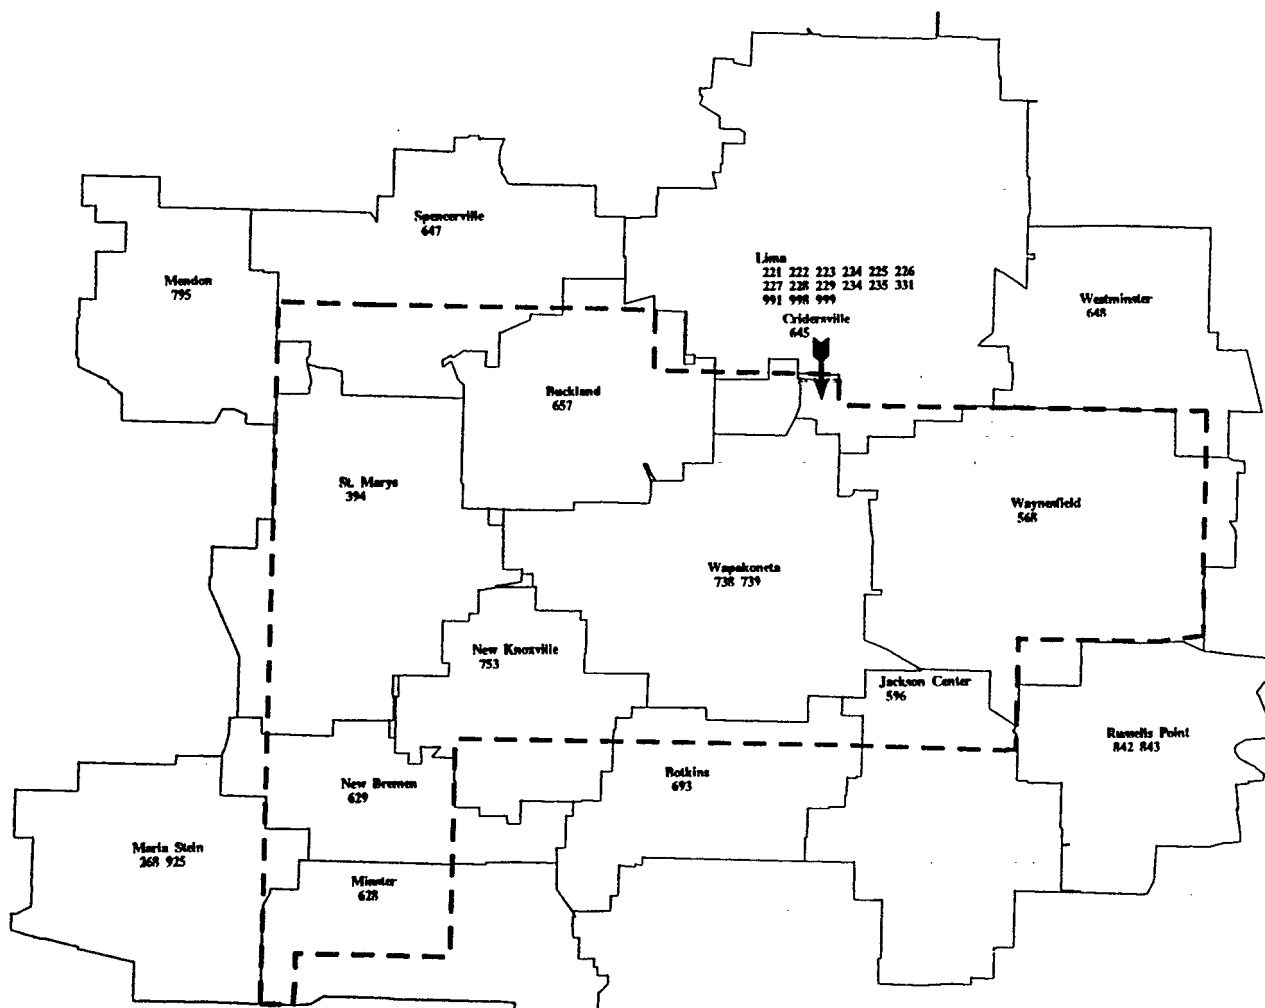 Spencerville
647
Mendon
795
Lima
221 222 223 224 225 226
227 228 229 234 235 331
991 998 999
Cridersville
645
Westminster
648
Buckland
657
St. Marys
394
Waynesfield
568
Wapakoneta
738 739
New Knoxville
753
Jackson Center
596
Russells Point
842 843
New Bremen
629
Botkins
693
Maria Stein
268 925
Minster
628